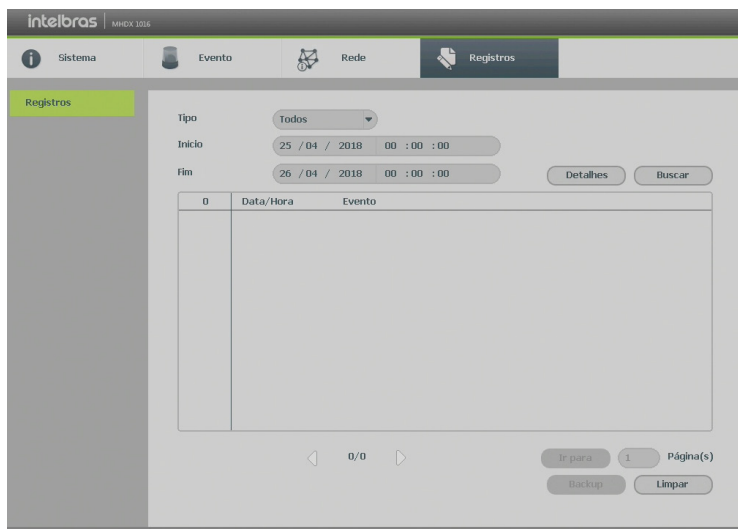 intelbras MHDX 1016
Sistema Evento Rede Registros
Registros
Tipo Todos
Início 25 / 04 / 2018 00 : 00 : 00
Fim 26 / 04 / 2018 00 : 00 : 00 Detalhes Buscar
0 Data/Hora Evento
0/0 Ir para 1 Página(s)
Backup Limpar